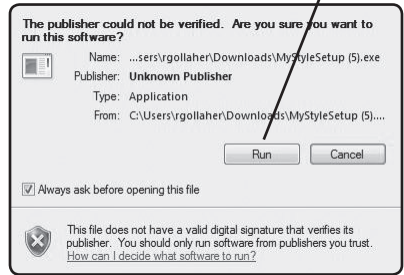 The publisher could not be verified. Are you sure you want to
run this software?
Name: ...sers\rgollaher\Downloads\MyStyleSetup (5).exe
Publisher: Unknown Publisher
Type: Application
From: C:\Users\rgollaher\Downloads\MyStyleSetup (5)....
Run Cancel
Always ask before opening this file
This file does not have a valid digital signature that verifies its
publisher. You should only run software from publishers you trust.
How can I decide what software to run?